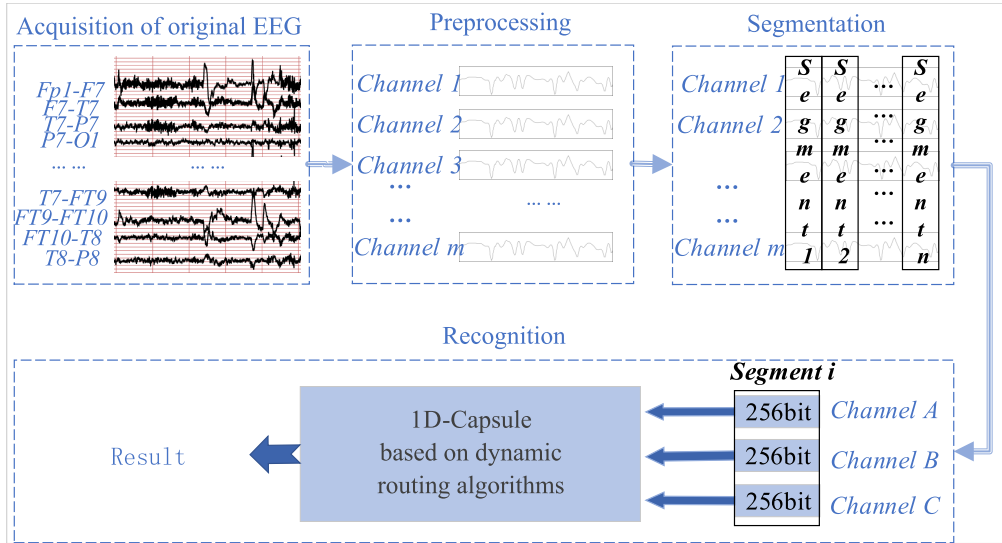 Acquisition of original EEG
Fp1-F7
F7-T7
T7-P7
P7-O1
... ... ... ...
T7-FT9
FT9-FT10
FT10-T8
T8-P8
Preprocessing
Channel 1
Channel 2
Channel 3
...
... ... ...
Channel m
Segmentation
Channel 1
Channel 2
...
...
Channel m
Segment 1
Segment 2
...
...
...
...
Segment n
Recognition
Segment i
256bit Channel A
256bit Channel B
256bit Channel C
1D-Capsule
based on dynamic
routing algorithms
Result